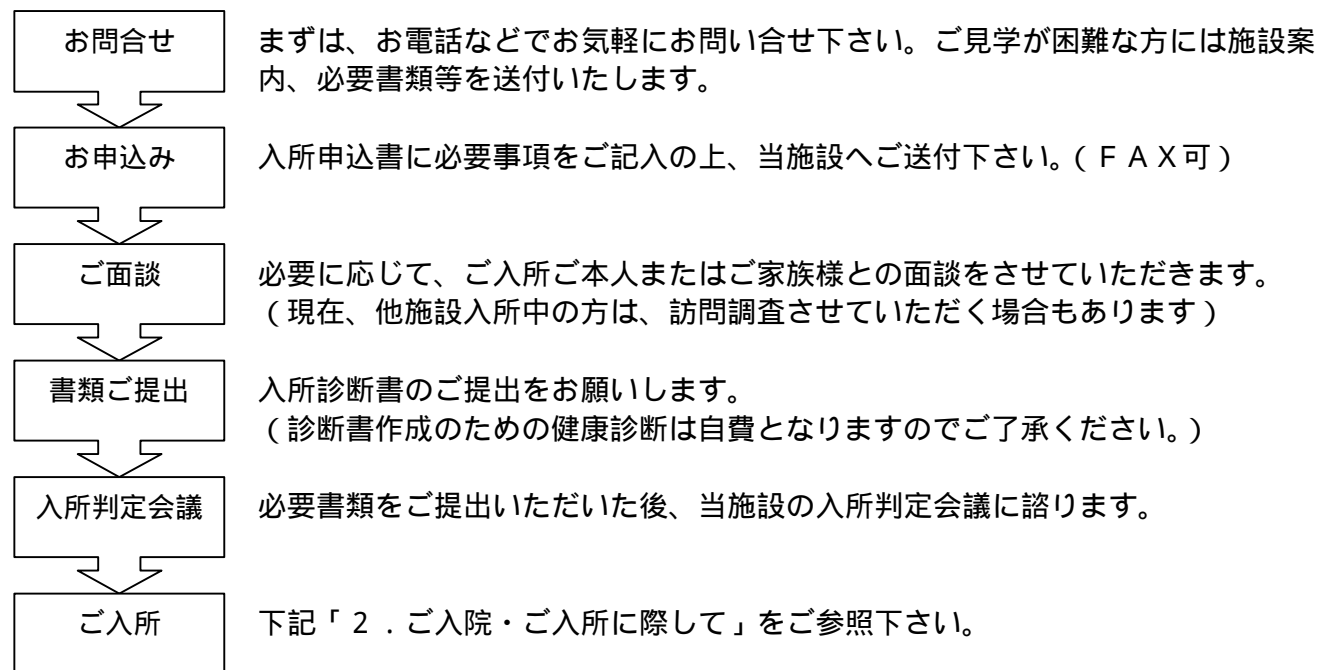 お問合せ
まずは、お電話などでお気軽にお問い合せ下さい。ご見学が困難な方には施設案
内、必要書類等を送付いたします。
お申込み
入所申込書に必要事項をご記入の上、当施設へご送付下さい。(ＦＡＸ可)
ご面談
必要に応じて、ご入所ご本人またはご家族様との面談をさせていただきます。
(現在、他施設入所中の方は、訪問調査させていただく場合もあります)
書類ご提出
入所診断書のご提出をお願いします。
(診断書作成のための健康診断は自費となりますのでご了承ください。)
入所判定会議
必要書類をご提出いただいた後、当施設の入所判定会議に諮ります。
ご入所
下記「２．ご入院・ご入所に際して」をご参照下さい。